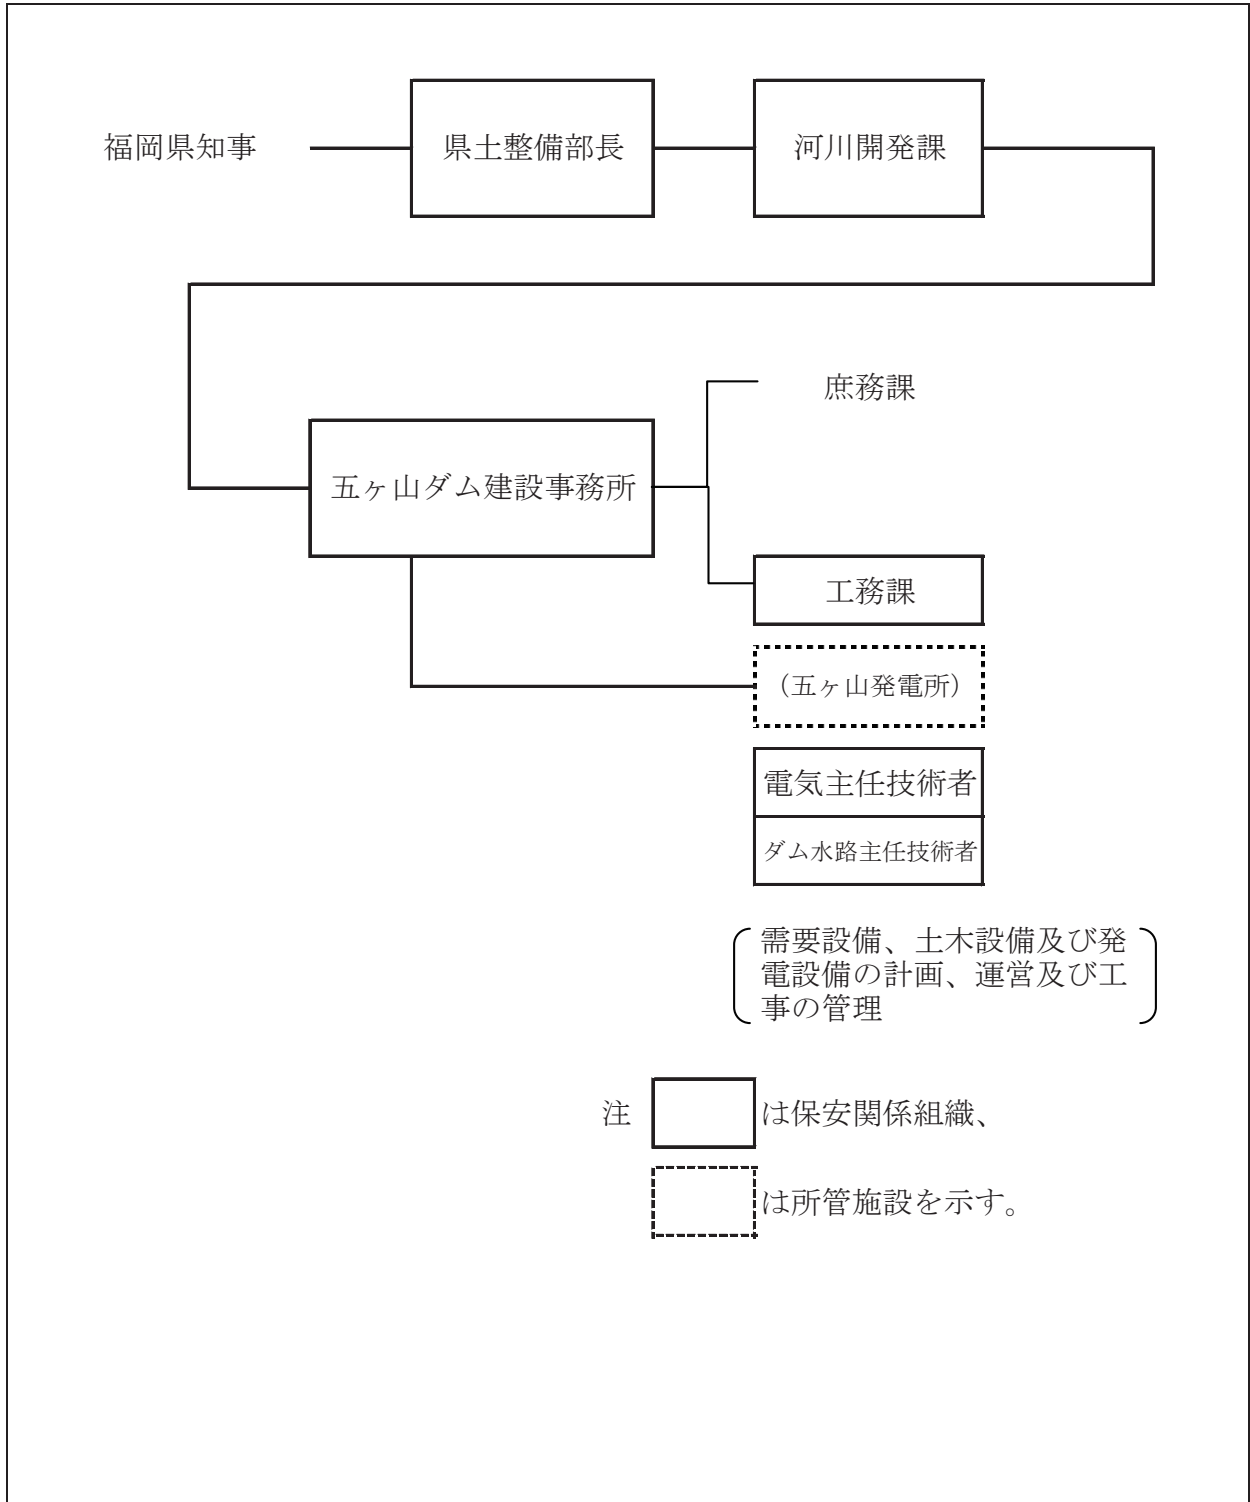 福岡県知事
県土整備部長
河川開発課
庶務課
五ヶ山ダム建設事務所
工務課
（五ヶ山発電所）
電気主任技術者
ダム水路主任技術者
需要設備、土木設備及び発
電設備の計画、運営及び工
事の管理
注
は保安関係組織、
は所管施設を示す。